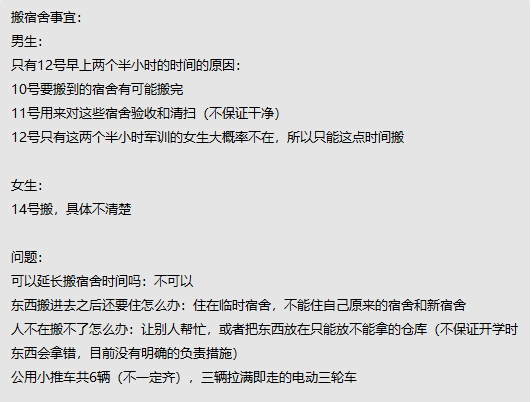 搬宿舍事宜：
男生：
只有12号早上两个半小时的时间的原因：
10号要搬到的宿舍有可能搬完
11号用来对这些宿舍验收和清扫（不保证干净）
12号只有这两个半小时军训的女生大概率不在，所以只能这点时间搬
女生：
14号搬，具体不清楚
问题：
可以延长搬宿舍时间吗：不可以
东西搬进去之后还要住怎么办：住在临时宿舍，不能住自己原来的宿舍和新宿舍
人不在搬不了怎么办：让别人帮忙，或者把东西放在只能放不能拿的仓库（不保证开学时
东西会拿错，目前没有明确的负责措施）
公用小推车共6辆（不一定齐），三辆拉满即走的电动三轮车